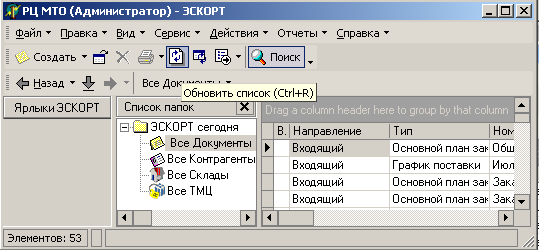 РЦ МТО (Администратор) - ЭСКОРТ
Файл Правка Вид Сервис Действия Отчеты Справка
Создать Поиск
Назад Все Документы
Обновить список (Ctrl+R)
Ярлыки ЭСКОРТ
Список папок
ЭСКОРТ сегодня
Все Документы
Все Контрагенты
Все Склады
Все ТМЦ
Drag a column header here to group by that column
В. Направление Тип Ном
Входящий Основной план зак Общ
Входящий График поставки Июл
Входящий Основной план зак Зака
Входящий Основной план зак Зака
Элементов: 53